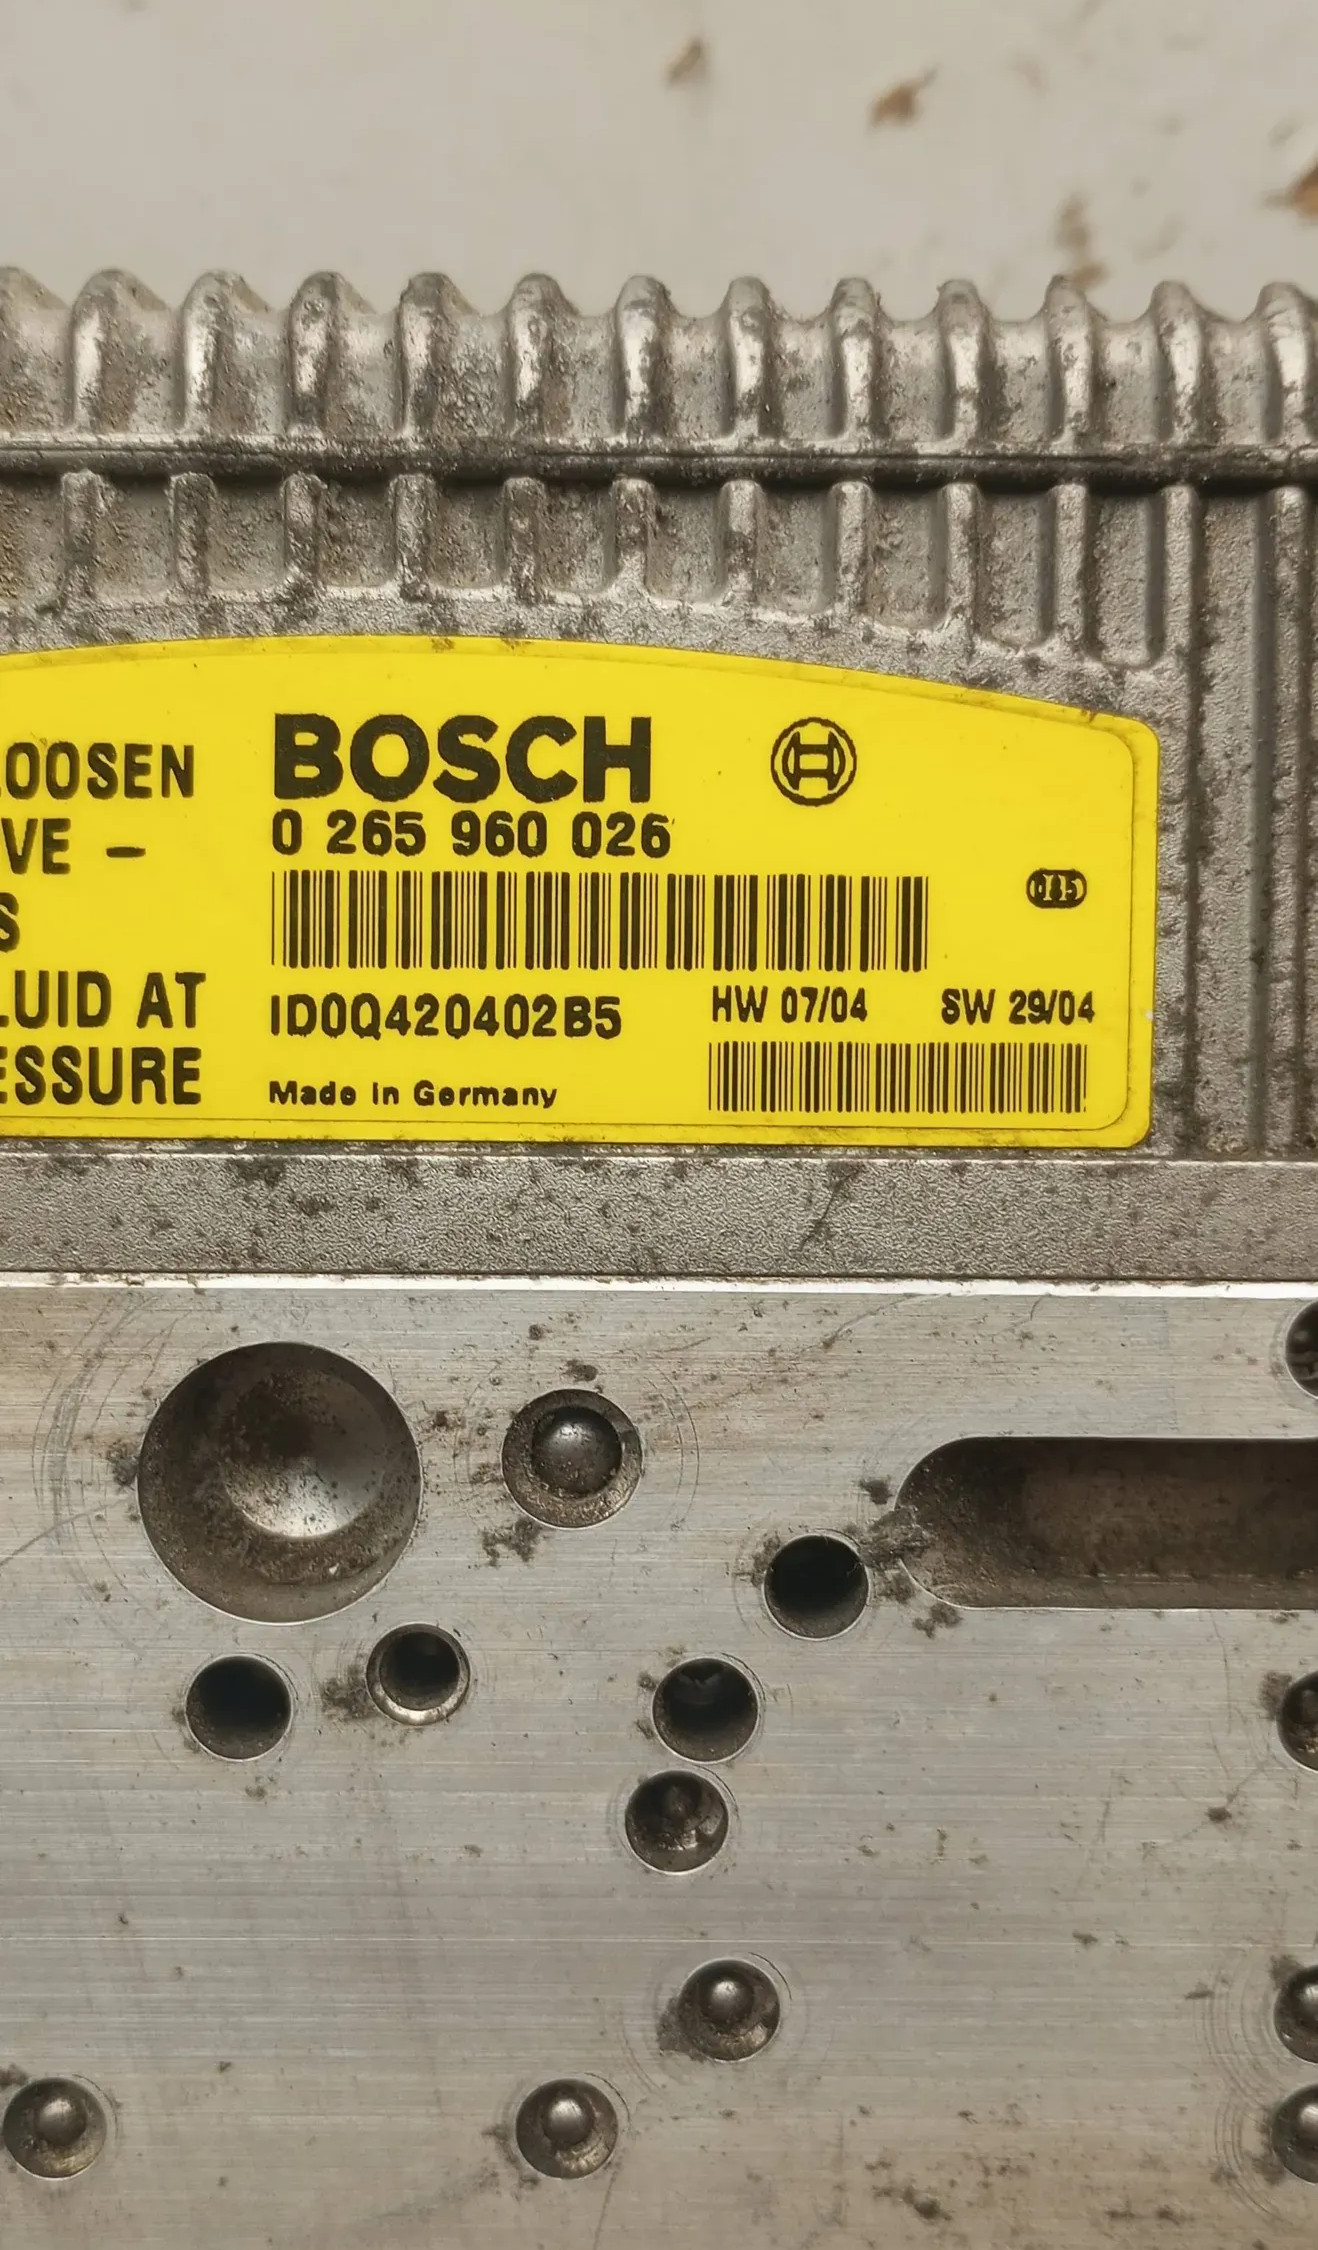 LOOSEN
VE -
S
LUID AT
ESSURE
BOSCH
0 265 960 026
ID0Q420402B5
HW 07/04 SW 29/04
Made in Germany